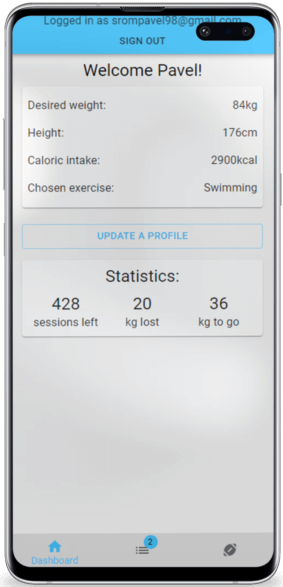 Logged in as srompavel98@gmail.com
SIGN OUT
Welcome Pavel!
Desired weight: 84kg
Height: 176cm
Caloric intake: 2900kcal
Chosen exercise: Swimming
UPDATE A PROFILE
Statistics:
428 20 36
sessions left kg lost kg to go
2
Dashboard